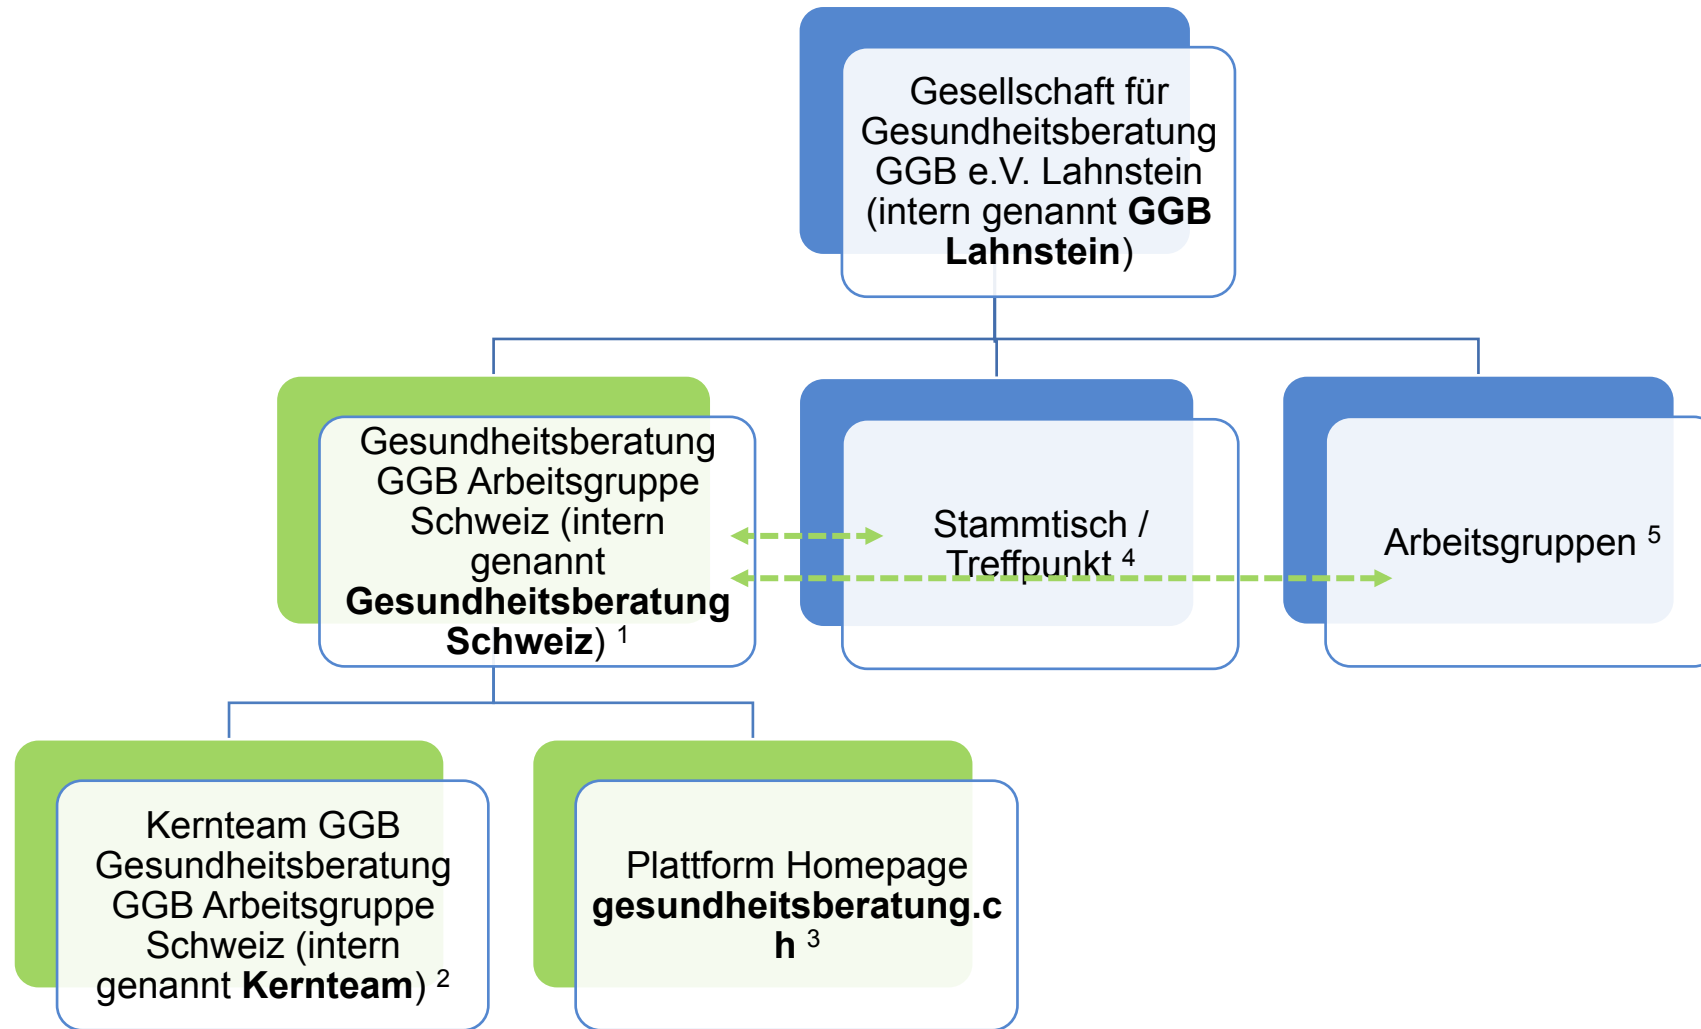 Gesellschaft für
Gesundheitsberatung
GGB e.V. Lahnstein
(intern genannt GGB
Lahnstein)
Gesundheitsberatung
GGB Arbeitsgruppe
Schweiz (intern
genannt
Gesundheitsberatung
Schweiz) 1
Stammtisch /
Treffpunkt 4
Arbeitsgruppen 5
Kernteam GGB
Gesundheitsberatung
GGB Arbeitsgruppe
Schweiz (intern
genannt Kernteam) 2
Plattform Homepage
gesundheitsberatung.c
h 3